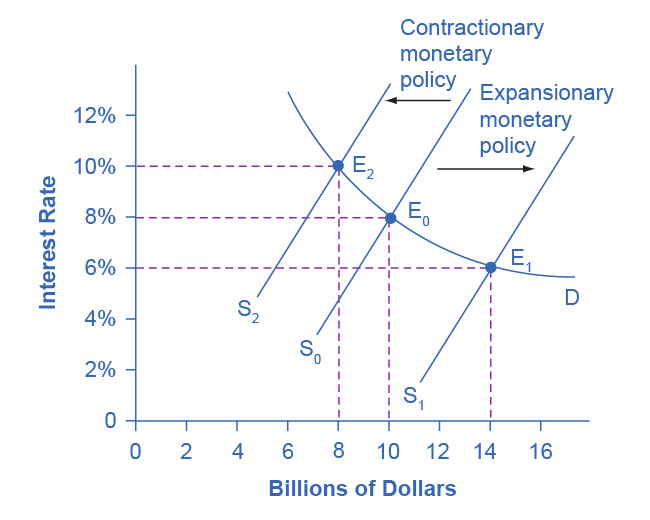 Contractionary
monetary
policy
Expansionary
monetary
policy
12%
10%
8%
6%
4%
2%
0
Interest Rate
E2
E0
E1
D
S2
S0
S1
0 2 4 6 8 10 12 14 16
Billions of Dollars